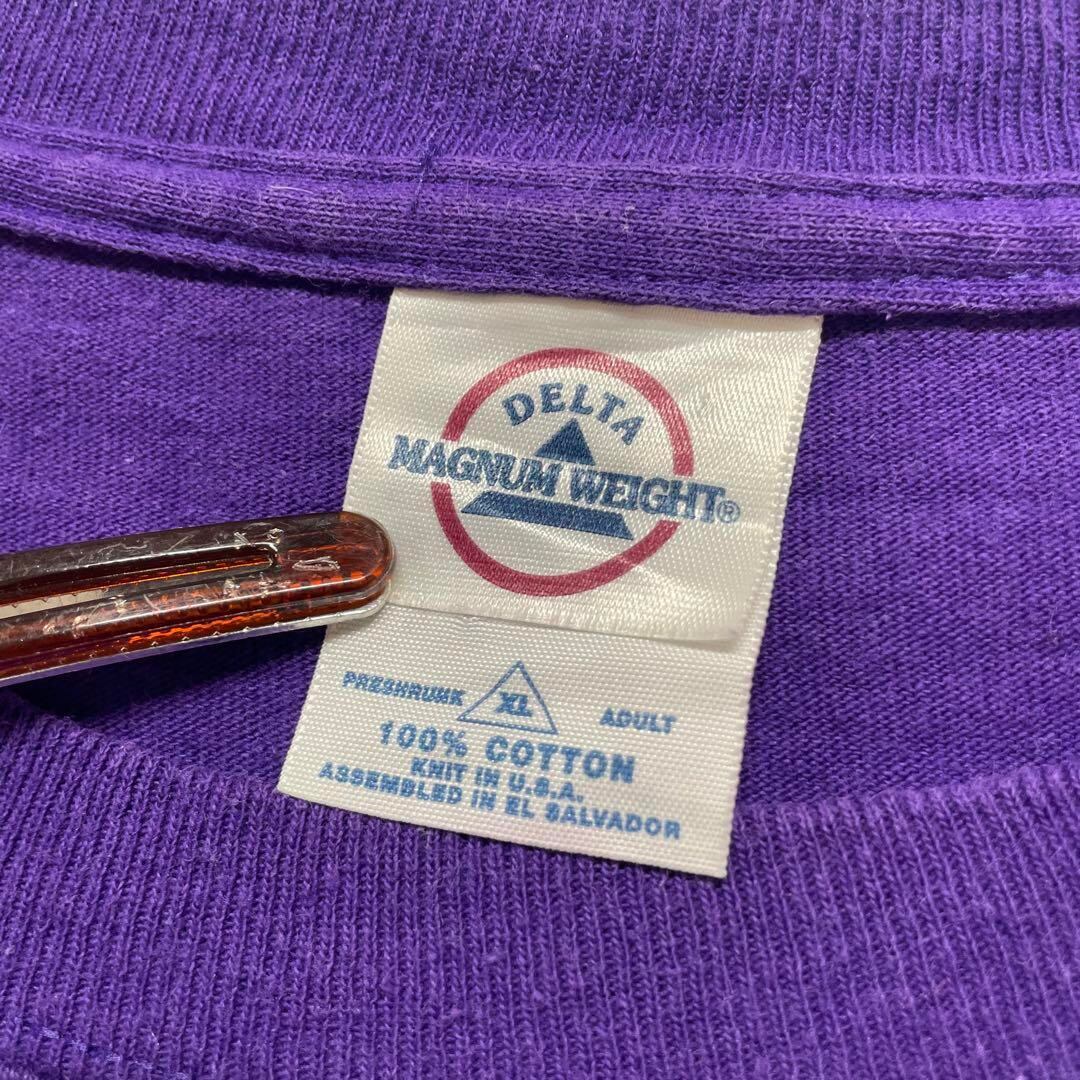 DELTA
MAGNUM WEIGHT®
PRESHRUNK XL ADULT
100% COTTON
KNIT IN U.S.A.
ASSEMBLED IN EL SALVADOR